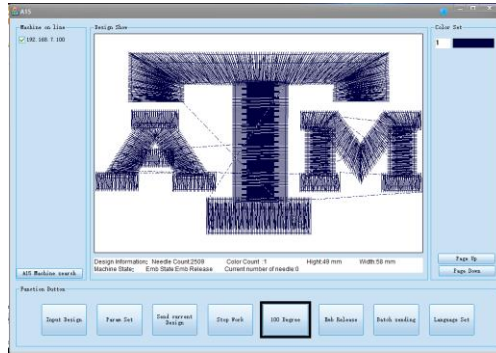 A15
Machine on line
192.168.7.100
A15 Machine search
Design Show
ATM
Design Information: Needle Count:2509 Color Count :1 Hight:49 mm Width:58 mm
Machine State: Emb State:Emb Release Current number of needle:0
Color Set
1
Page Up
Page Down
Function Button
Input Design
Param Set
Send current
Design
Stop Work
100 Degree
Emb Release
Batch sending
Language Set